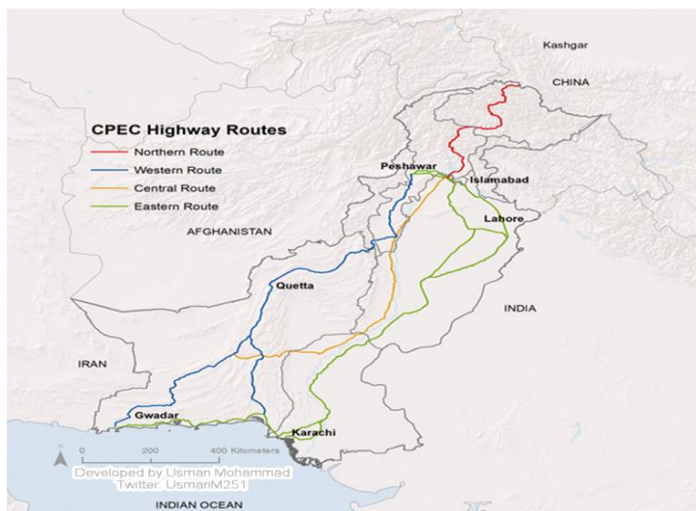 Kashgar
CHINA
CPEC Highway Routes
Northern Route
Western Route
Central Route
Eastern Route
Peshawar
Islamabad
Lahore
AFGHANISTAN
Quetta
INDIA
IRAN
Gwadar
Karachi
N
0 200 400 Kilometers
Developed by Usman Mohammad
Twitter: UsmanM251
INDIAN OCEAN